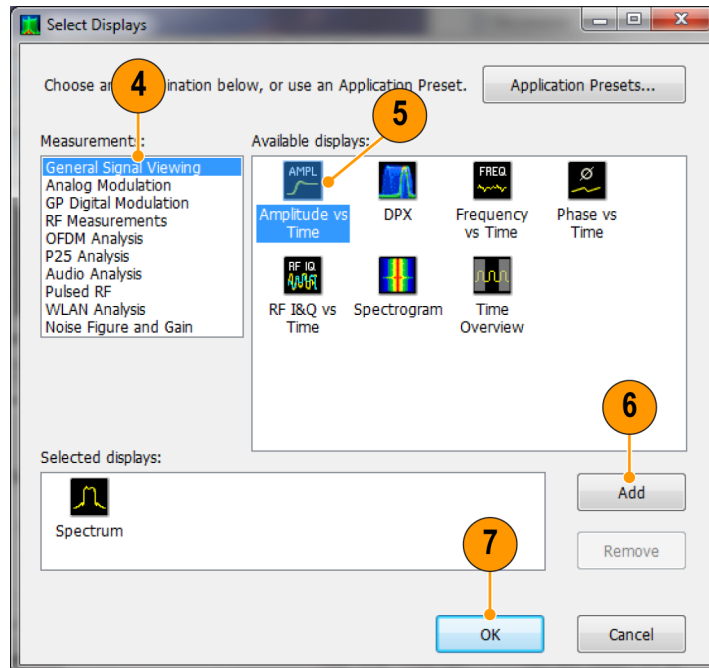 Select Displays
Choose an ination below, or use an Application Preset.
Application Presets...
4
5
Measurements:
Available displays:
General Signal Viewing
Analog Modulation
GP Digital Modulation
RF Measurements
OFDM Analysis
P25 Analysis
Audio Analysis
Pulsed RF
WLAN Analysis
Noise Figure and Gain
AMPL
Amplitude vs
Time
DPX
FREQ
Frequency
vs Time
Ø
Phase vs
Time
RF IQ
RF I&Q vs
Time
Spectrogram
Time
Overview
6
Selected displays:
Spectrum
Add
Remove
7
OK
Cancel